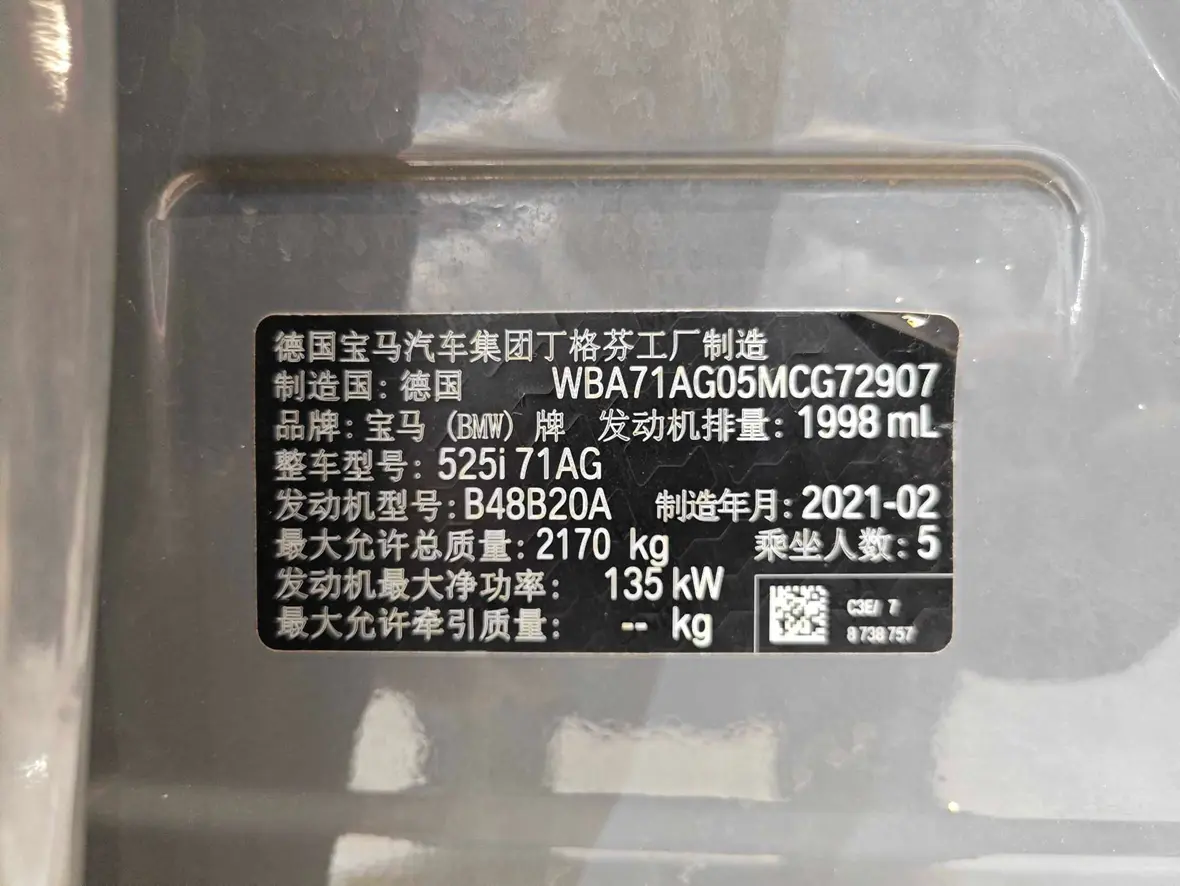 德国宝马汽车集团丁格芬工厂制造
制造国: 德国 WBA71AG05MCG72907
品牌: 宝马 (BMW) 牌 发动机排量: 1998 mL
整车型号: 525i 71AG
发动机型号: B48B20A 制造年月: 2021-02
最大允许总质量: 2170 kg 乘坐人数: 5
发动机最大净功率: 135 kW
最大允许牵引质量: -- kg
C3E/ 7
8 738 757